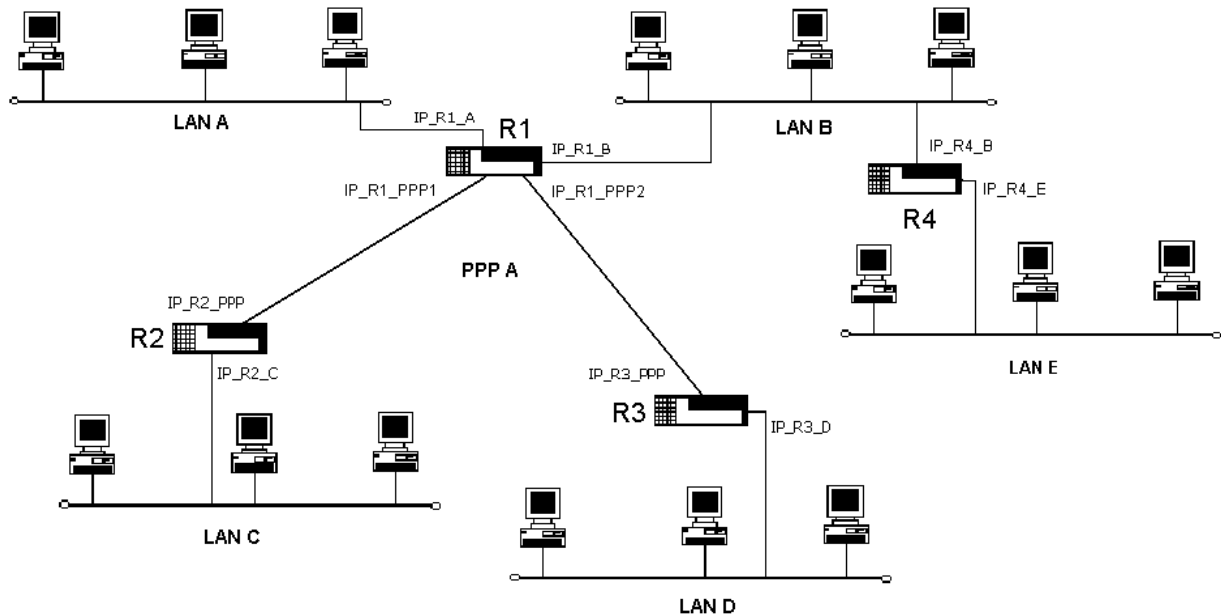 LAN A
IP_R1_A
R1
IP_R1_B
LAN B
IP_R4_B
IP_R4_E
R4
IP_R1_PPP1
IP_R1_PPP2
PPP A
IP_R2_PPP
R2
IP_R2_C
LAN E
IP_R3_PPP
R3
IP_R3_D
LAN C
LAN D